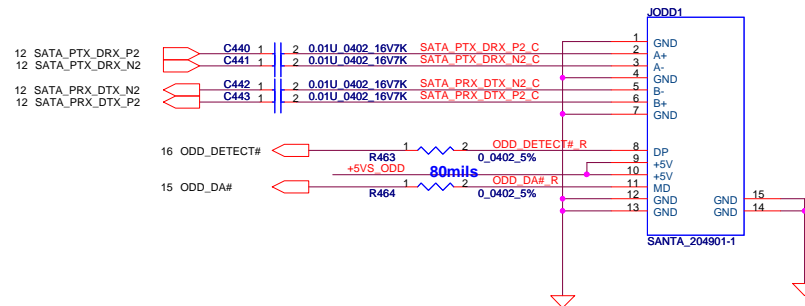 JODD1
1 GND
12 SATA_PTX_DRX_P2 C440 1 2 0.01U_0402_16V7K SATA_PTX_DRX_P2_C 2 A+
12 SATA_PTX_DRX_N2 C441 1 2 0.01U_0402_16V7K SATA_PTX_DRX_N2_C 3 A-
4 GND
12 SATA_PRX_DTX_N2 C442 1 2 0.01U_0402_16V7K SATA_PRX_DTX_N2_C 5 B-
12 SATA_PRX_DTX_P2 C443 1 2 0.01U_0402_16V7K SATA_PRX_DTX_P2_C 6 B+
7 GND
16 ODD_DETECT# 1 2 ODD_DETECT#_R 8 DP
R463 0_0402_5% 9 +5V
+5VS_ODD 80mils 10 +5V
15 ODD_DA# 1 2 ODD_DA#_R 11 MD
R464 0_0402_5% 12 GND GND 15
13 GND GND 14
SANTA_204901-1